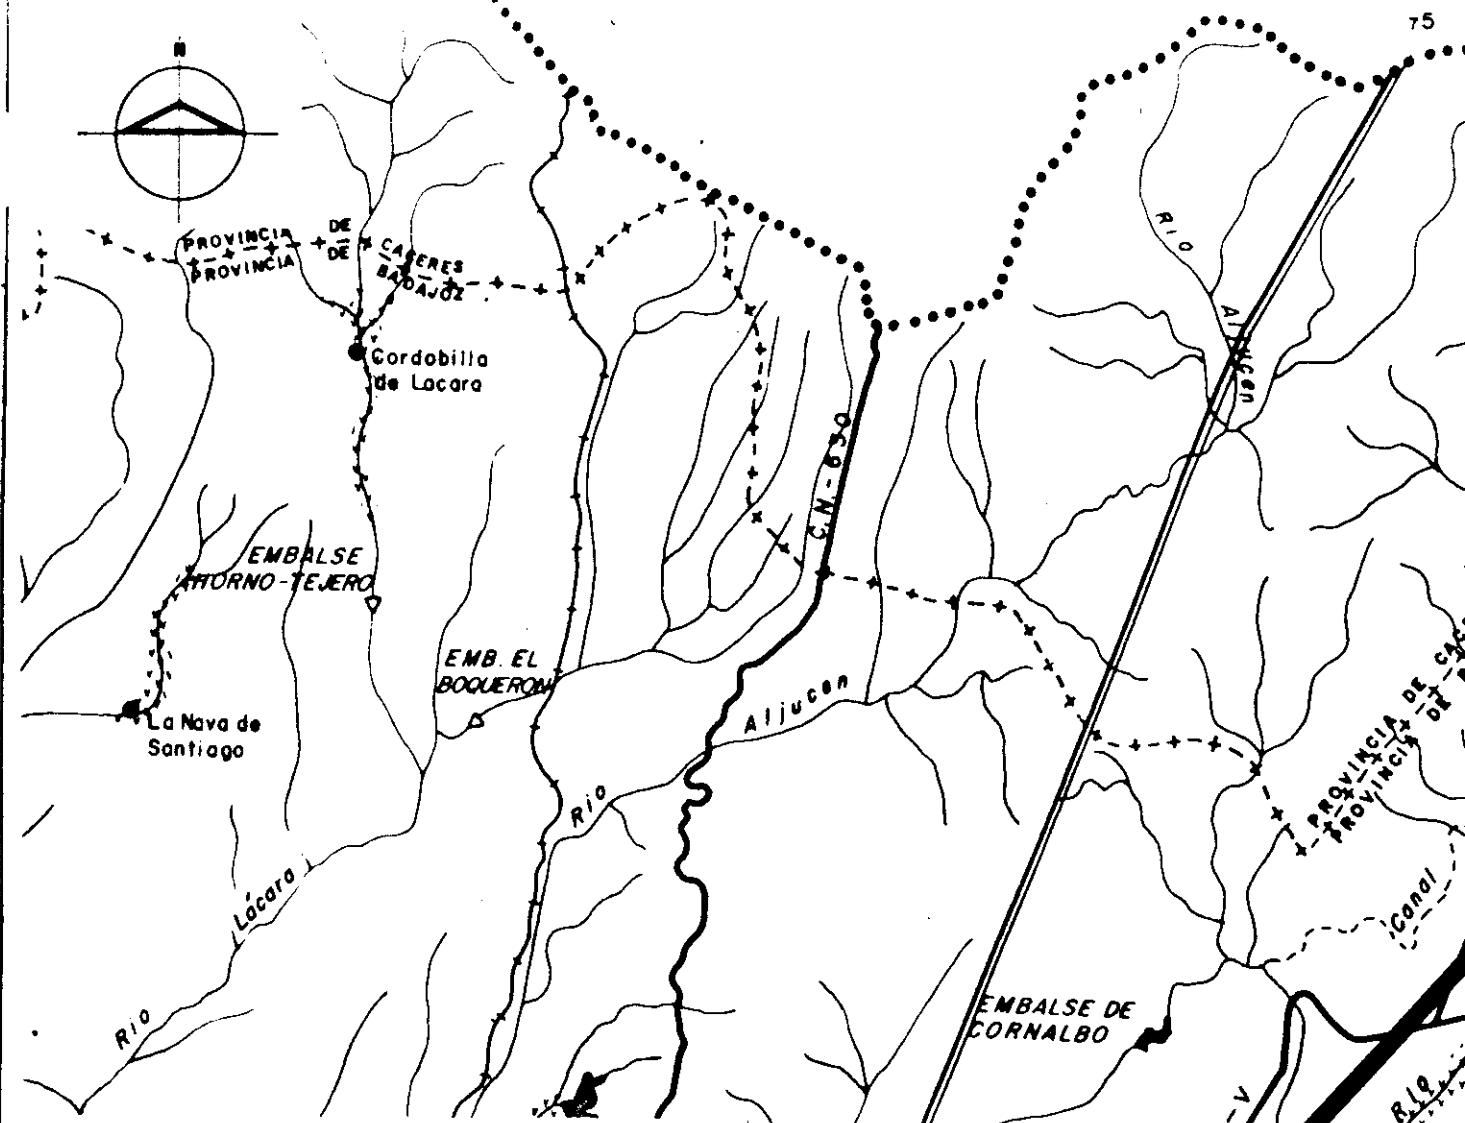 75
N
PROVINCIA DE CACERES
PROVINCIA DE BADAJOZ
RIO Aljucen
Cordobilla
de Lacara
C.N.-630
EMBALSE
HORNO-TEJERO
EMB. EL
BOQUERON
La Nava de
Santiago
Rio Aljucen
PROVINCIA DE
PROVINCIA DE
Canal
Rio Lácara
EMBALSE DE
CORNALBO
-V
RIO